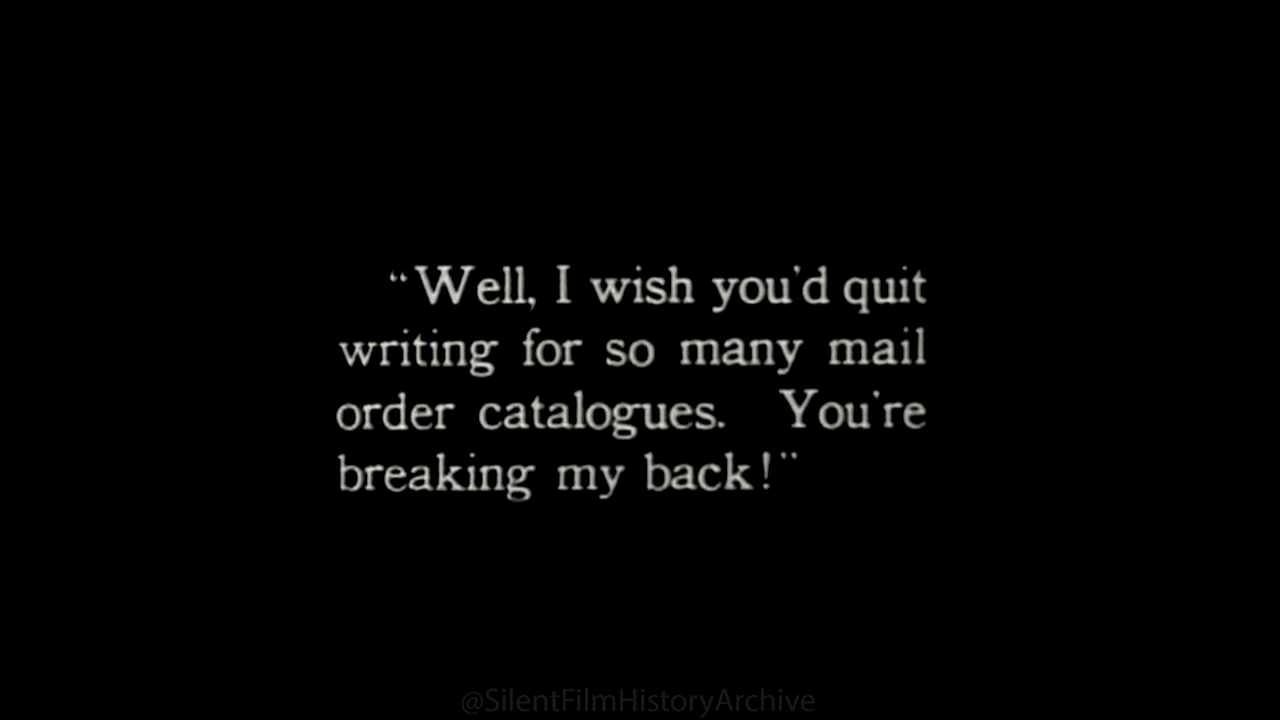 “Well, I wish you'd quit
writing for so many mail
order catalogues. You're
breaking my back!”
@SilentFilmHistoryArchive